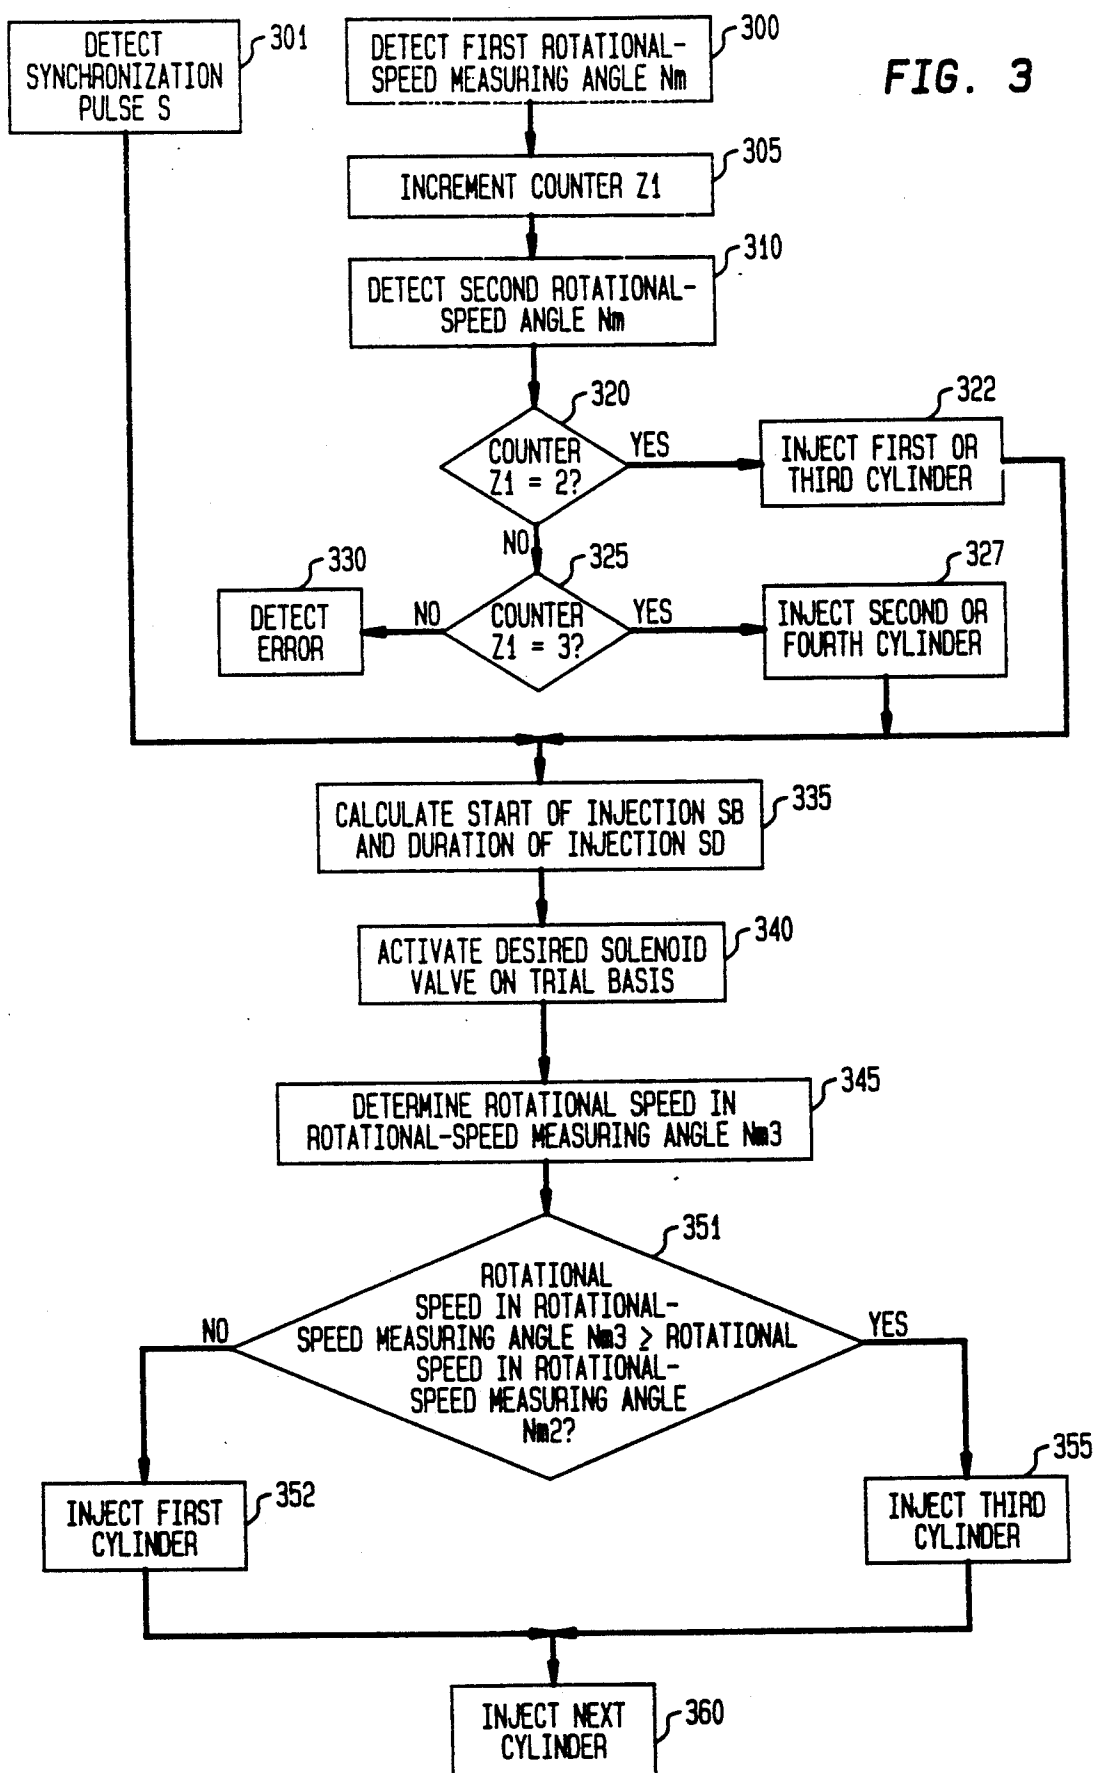 FIG. 3
DETECT
SYNCHRONIZATION
PULSE S
301
DETECT FIRST ROTATIONAL-
SPEED MEASURING ANGLE Nm
300
INCREMENT COUNTER Z1
305
DETECT SECOND ROTATIONAL-
SPEED ANGLE Nm
310
COUNTER
Z1 = 2?
320
YES
INJECT FIRST OR
THIRD CYLINDER
322
NO
COUNTER
Z1 = 3?
325
NO
DETECT
ERROR
330
YES
INJECT SECOND OR
FOURTH CYLINDER
327
CALCULATE START OF INJECTION SB
AND DURATION OF INJECTION SD
335
ACTIVATE DESIRED SOLENOID
VALVE ON TRIAL BASIS
340
DETERMINE ROTATIONAL SPEED IN
ROTATIONAL-SPEED MEASURING ANGLE Nm3
345
ROTATIONAL
SPEED IN ROTATIONAL-
SPEED MEASURING ANGLE Nm3 ≥ ROTATIONAL
SPEED IN ROTATIONAL-
SPEED MEASURING ANGLE
Nm2?
351
NO
YES
INJECT FIRST
CYLINDER
352
INJECT THIRD
CYLINDER
355
INJECT NEXT
CYLINDER
360